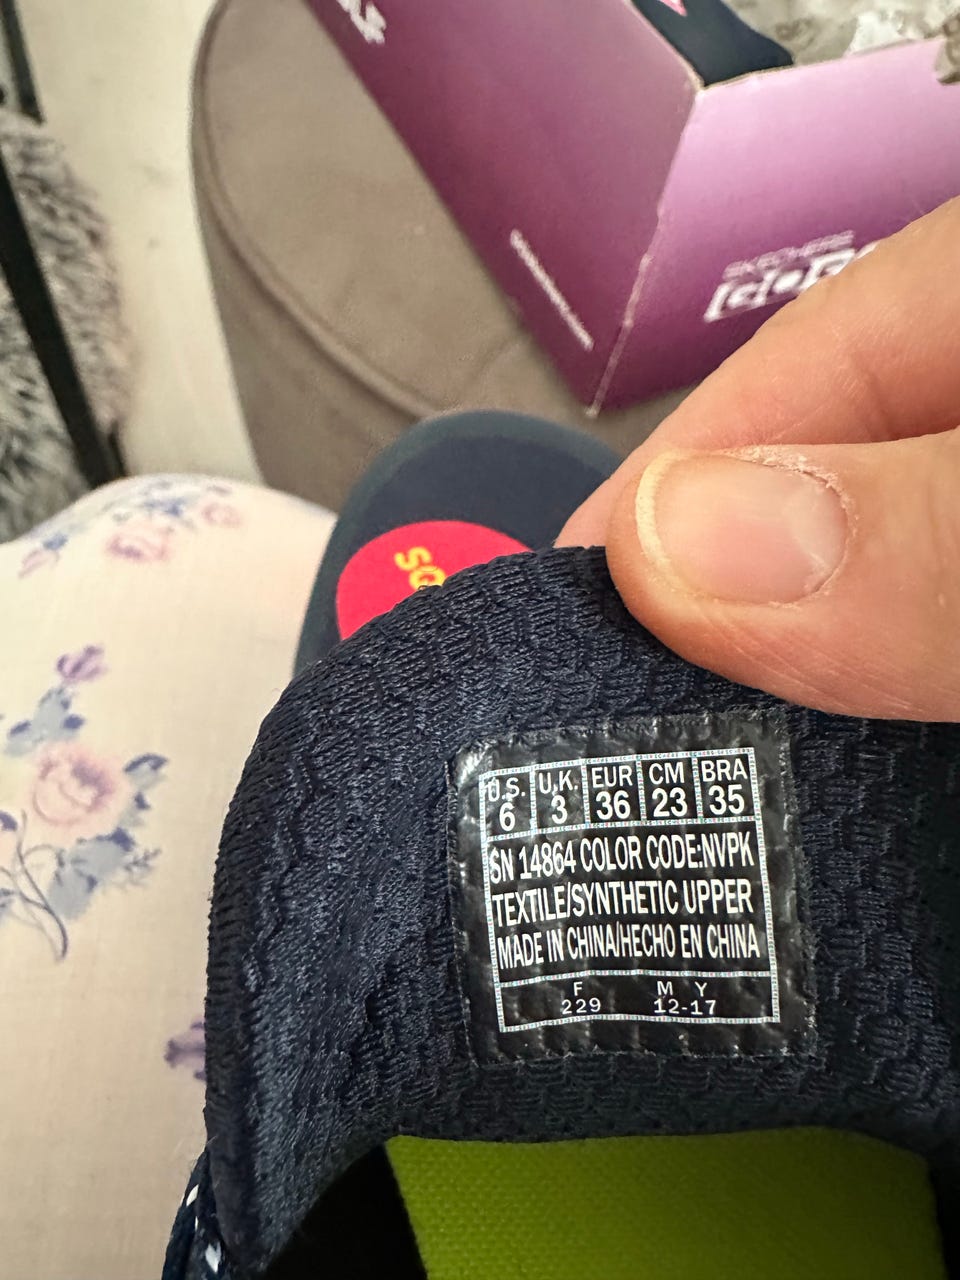 SKECHERS
U.S. U.K. EUR CM BRA
6 3 36 23 35
SN 14864 COLOR CODE:NVPK
TEXTILE/SYNTHETIC UPPER
MADE IN CHINA/HECHO EN CHINA
F M Y
229 12-17